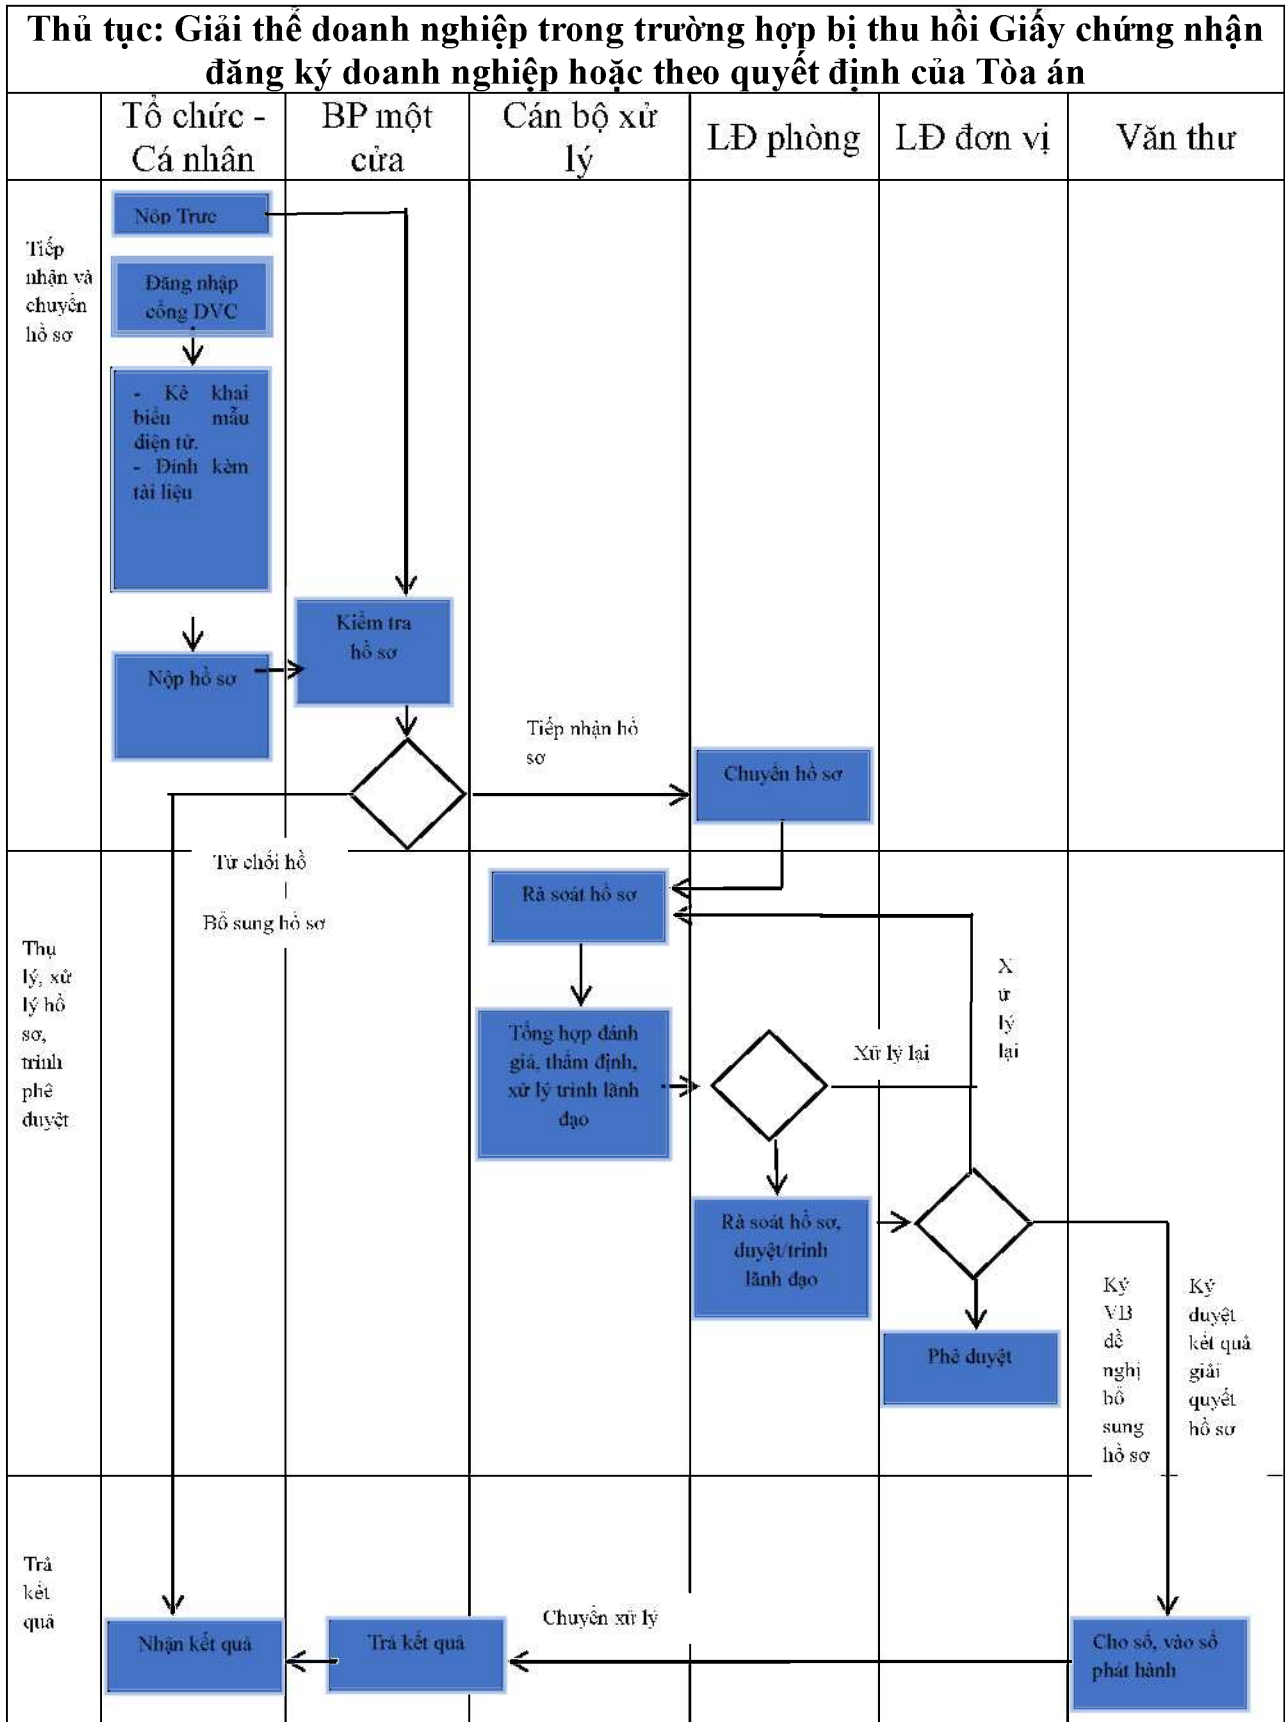 Thủ tục: Giải thể doanh nghiệp trong trường hợp bị thu hồi Giấy chứng nhận
đăng ký doanh nghiệp hoặc theo quyết định của Tòa án
Tổ chức -
Cá nhân
BP một
cửa
Cán bộ xử
lý
LĐ phòng
LĐ đơn vị
Văn thư
Tiếp
nhận và
chuyển
hồ sơ
Nộp Trực
Đăng nhập
cổng DVC
- Kê khai
biểu mẫu
điện tử.
- Đính kèm
tài liệu
Nộp hồ sơ
Kiểm tra
hồ sơ
Tiếp nhận hồ
sơ
Chuyển hồ sơ
Từ chối hồ
Bổ sung hồ sơ
Thụ
lý, xử
lý hồ
sơ,
trình
phê
duyệt
Rà soát hồ sơ
Tổng hợp đánh
giá, thẩm định,
xử lý trình lãnh
đạo
Xử lý lại
X
ử
lý
lại
Rà soát hồ sơ,
duyệt/trình
lãnh đạo
Phê duyệt
Ký
VB
đề
nghị
bổ
sung
hồ sơ
Ký
duyệt
kết quả
giải
quyết
hồ sơ
Trả
kết
quả
Nhận kết quả
Trả kết quả
Chuyển xử lý
Cho số, vào sổ
phát hành